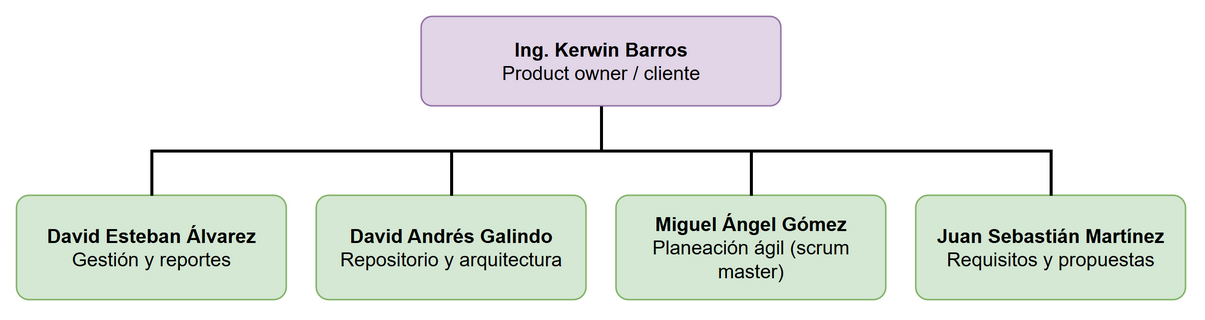 Ing. Kerwin Barros
Product owner / cliente
David Esteban Álvarez
Gestión y reportes
David Andrés Galindo
Repositorio y arquitectura
Miguel Ángel Gómez
Planeación ágil (scrum
master)
Juan Sebastián Martínez
Requisitos y propuestas